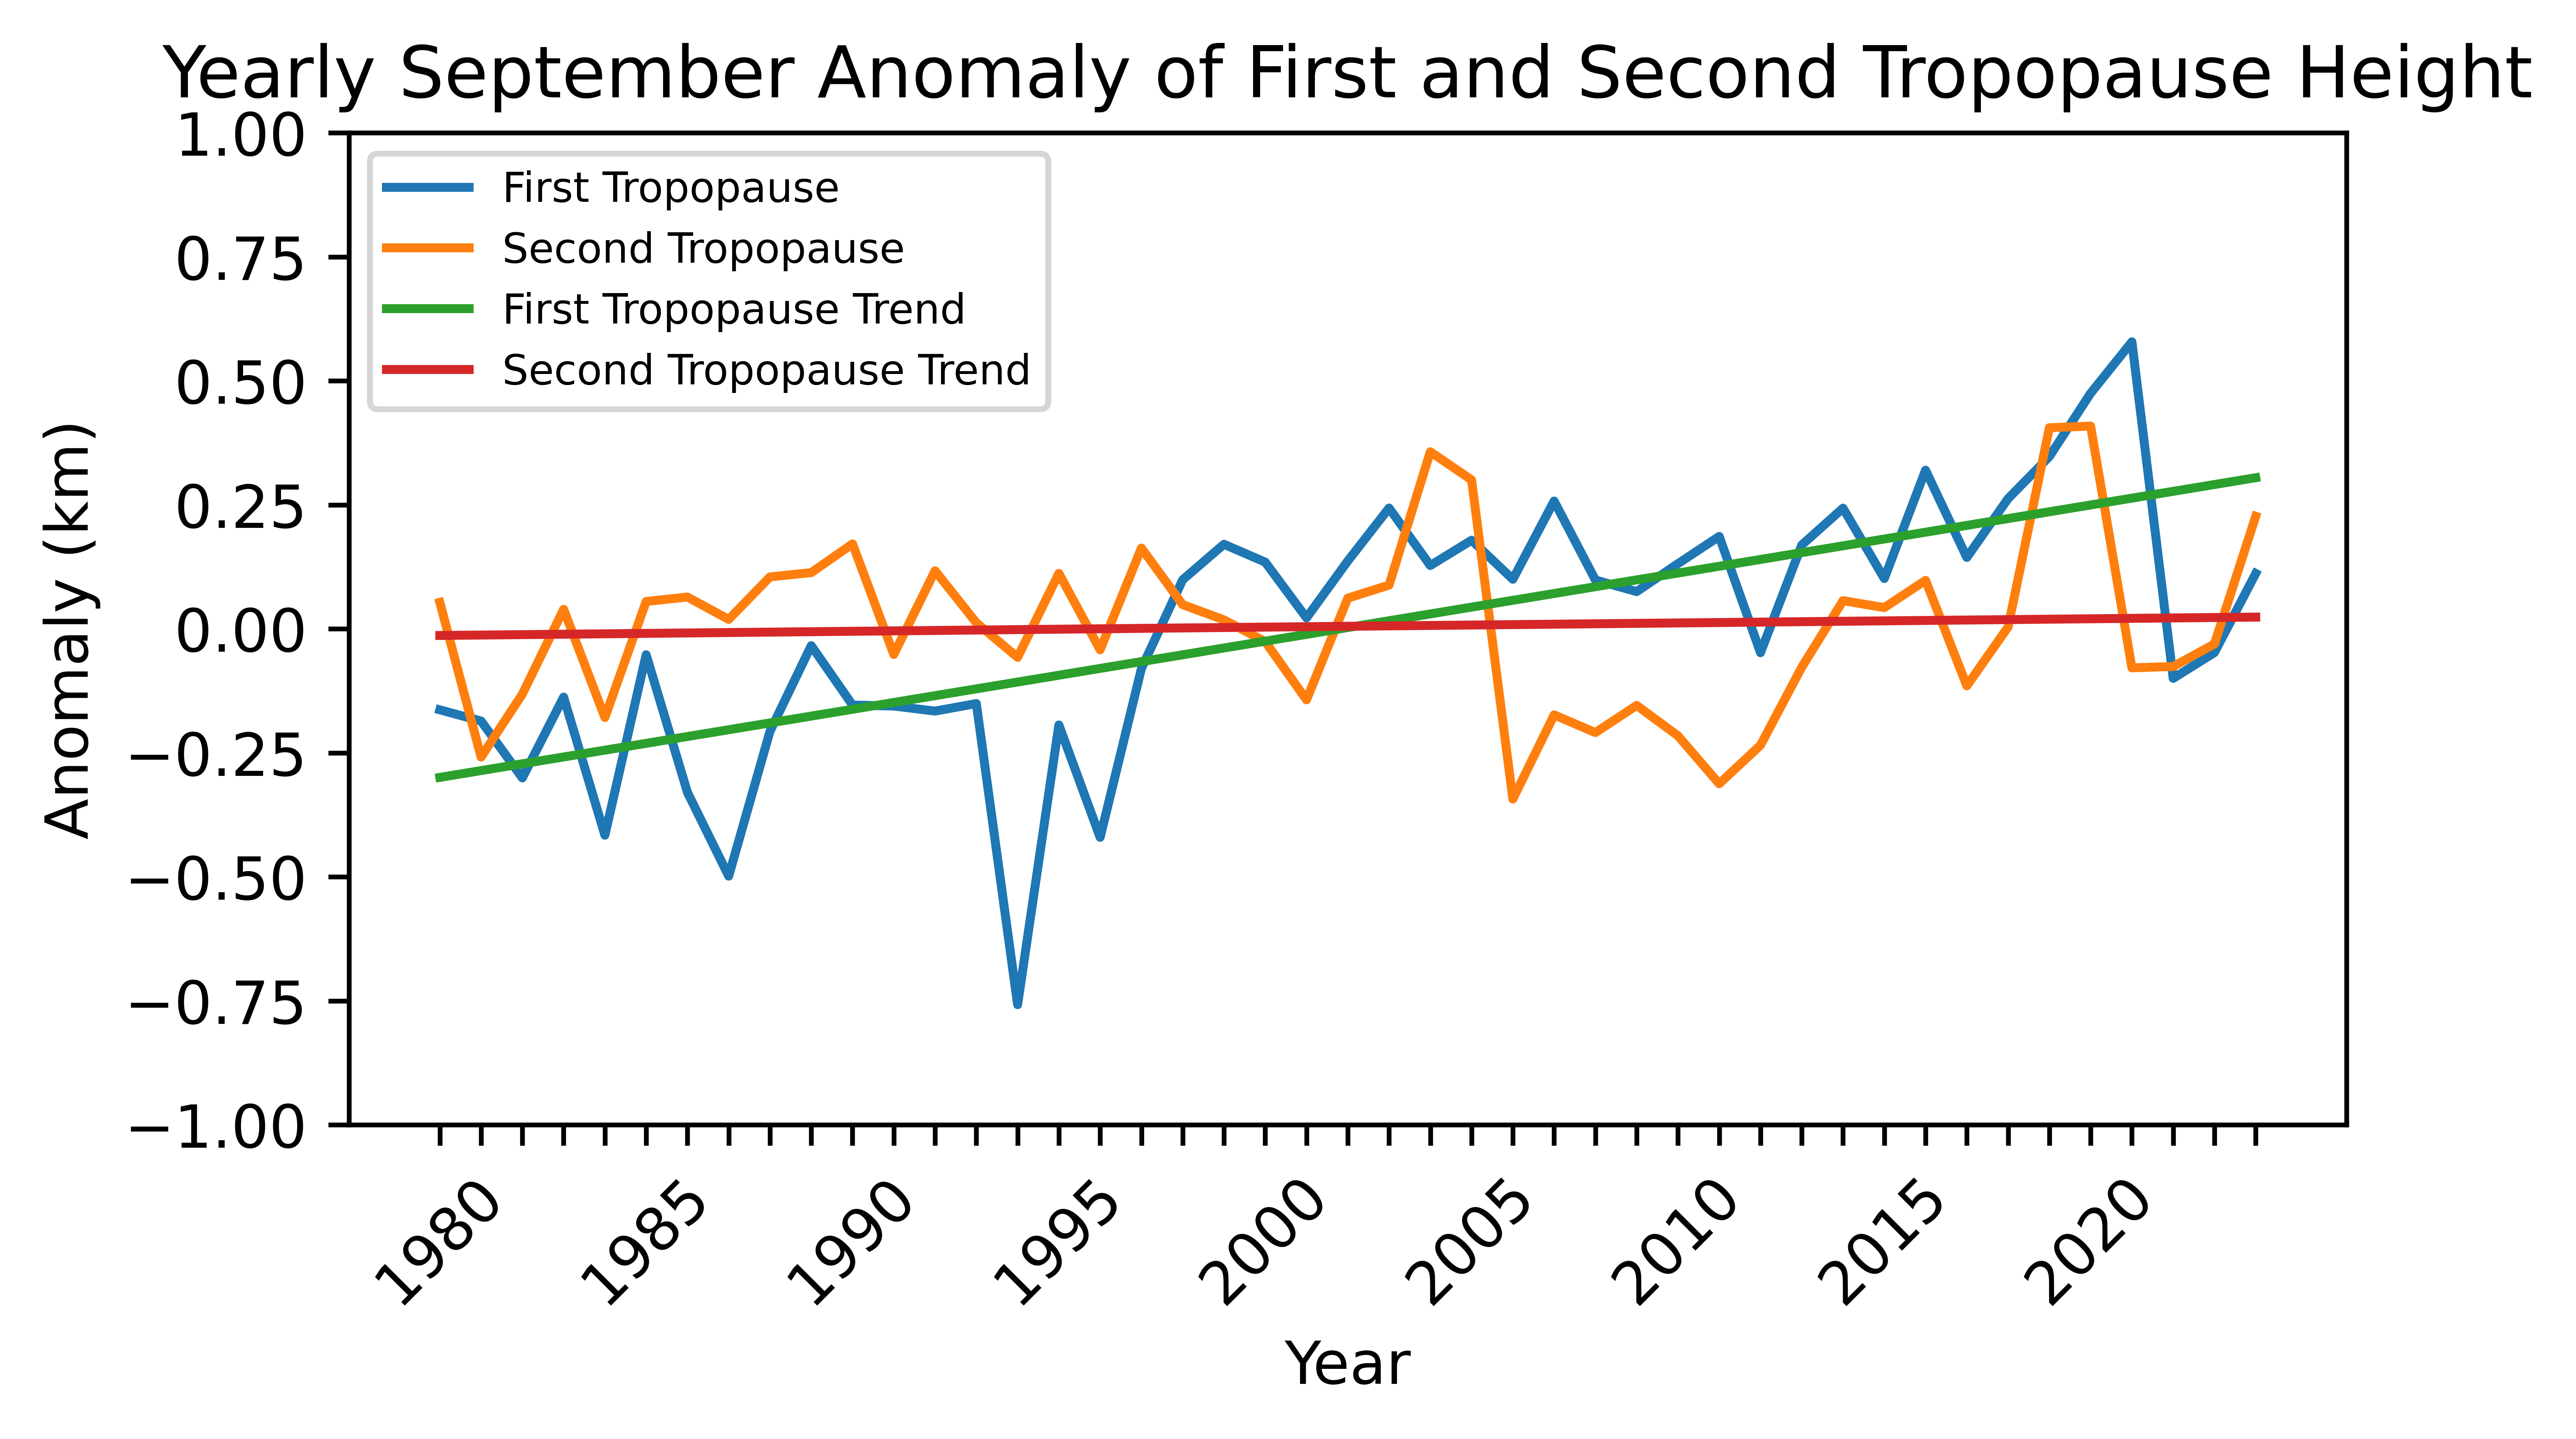 Yearly September Anomaly of First and Second Tropopause Height
1.00
0.75
0.50
0.25
0.00
−0.25
−0.50
−0.75
−1.00
Anomaly (km)
First Tropopause
Second Tropopause
First Tropopause Trend
Second Tropopause Trend
1980
1985
1990
1995
2000
2005
2010
2015
2020
Year